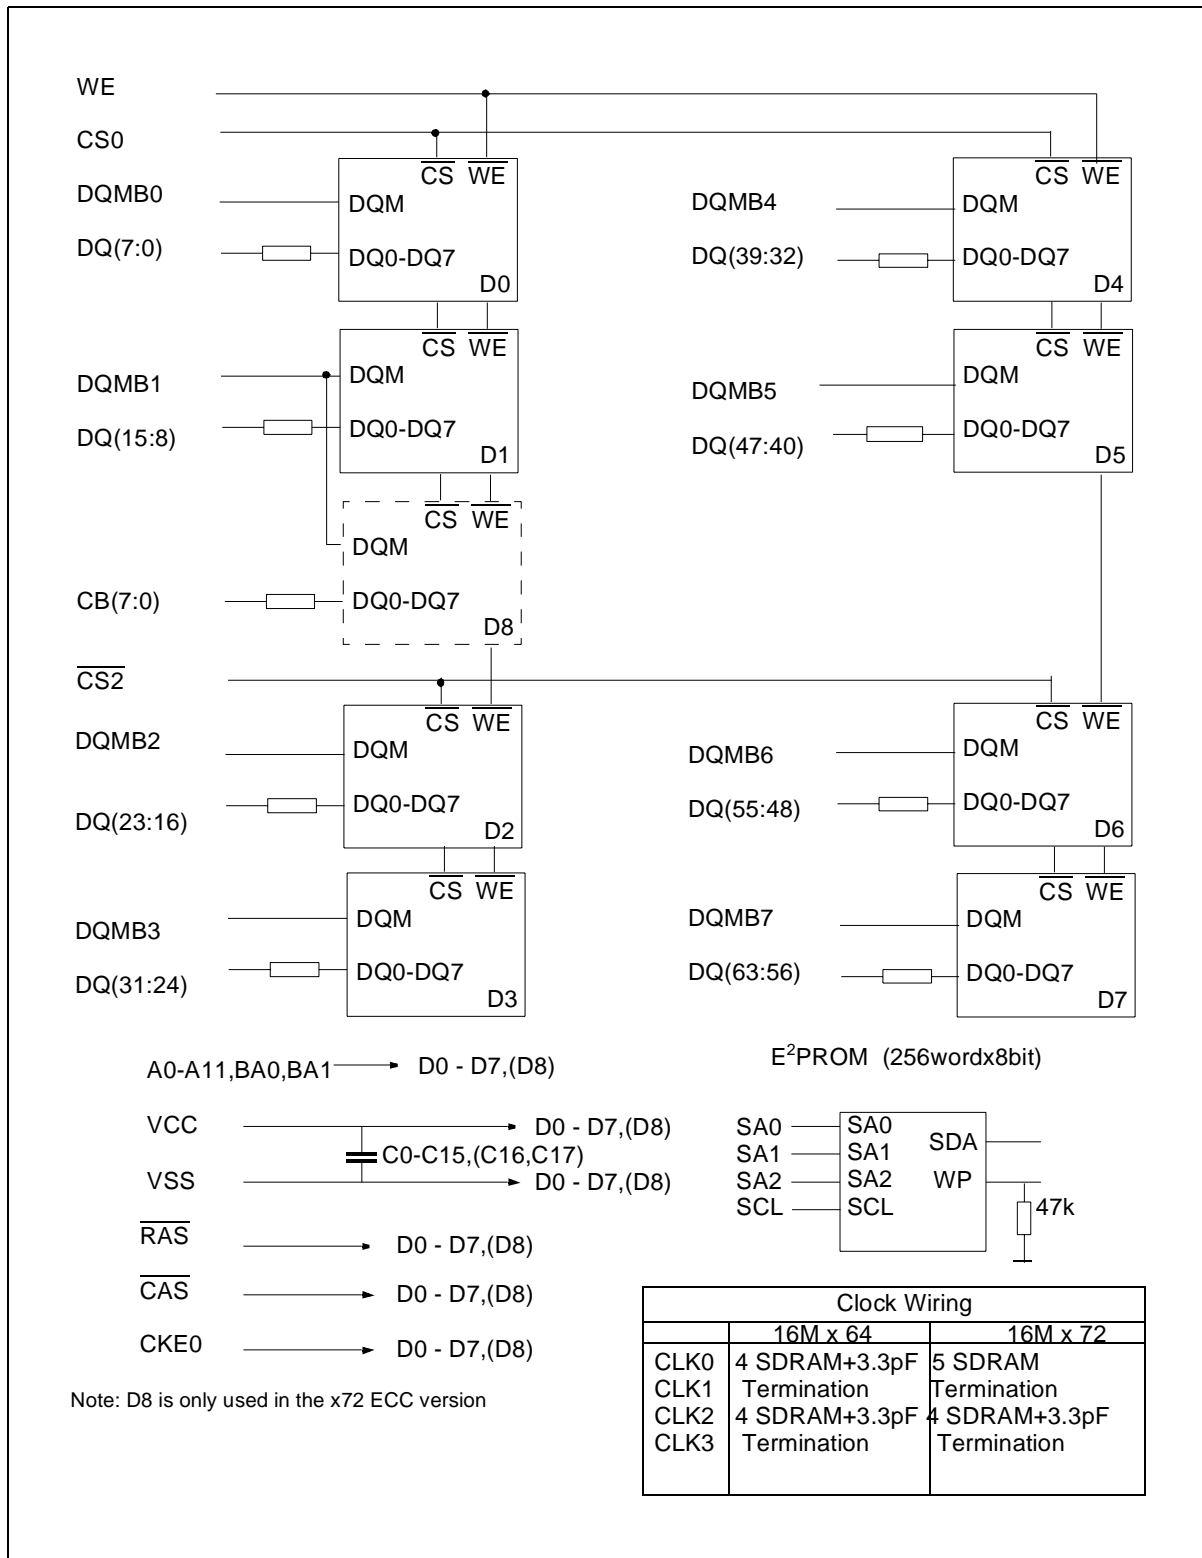 WE
CS0
CS WE
DQMB0
DQM
DQ(7:0)
DQ0-DQ7
D0
CS WE
DQMB4
DQM
DQ(39:32)
DQ0-DQ7
D4
CS WE
DQMB1
DQM
DQ(15:8)
DQ0-DQ7
D1
CS WE
DQMB5
DQM
DQ(47:40)
DQ0-DQ7
D5
CS WE
DQM
CB(7:0)
DQ0-DQ7
D8
CS2
CS WE
DQMB2
DQM
DQ(23:16)
DQ0-DQ7
D2
CS WE
DQMB6
DQM
DQ(55:48)
DQ0-DQ7
D6
CS WE
DQMB3
DQM
DQ(31:24)
DQ0-DQ7
D3
CS WE
DQMB7
DQM
DQ(63:56)
DQ0-DQ7
D7
A0-A11,BA0,BA1 D0 - D7,(D8)
VCC D0 - D7,(D8)
C0-C15,(C16,C17)
VSS D0 - D7,(D8)
RAS D0 - D7,(D8)
CAS D0 - D7,(D8)
CKE0 D0 - D7,(D8)
Note: D8 is only used in the x72 ECC version
E²PROM (256wordx8bit)
SA0 SA0
SDA
SA1 SA1
SA2 SA2 WP
SCL SCL
47k
Clock Wiring
16M x 64 16M x 72
CLK0 4 SDRAM+3.3pF 5 SDRAM
CLK1 Termination Termination
CLK2 4 SDRAM+3.3pF 4 SDRAM+3.3pF
CLK3 Termination Termination